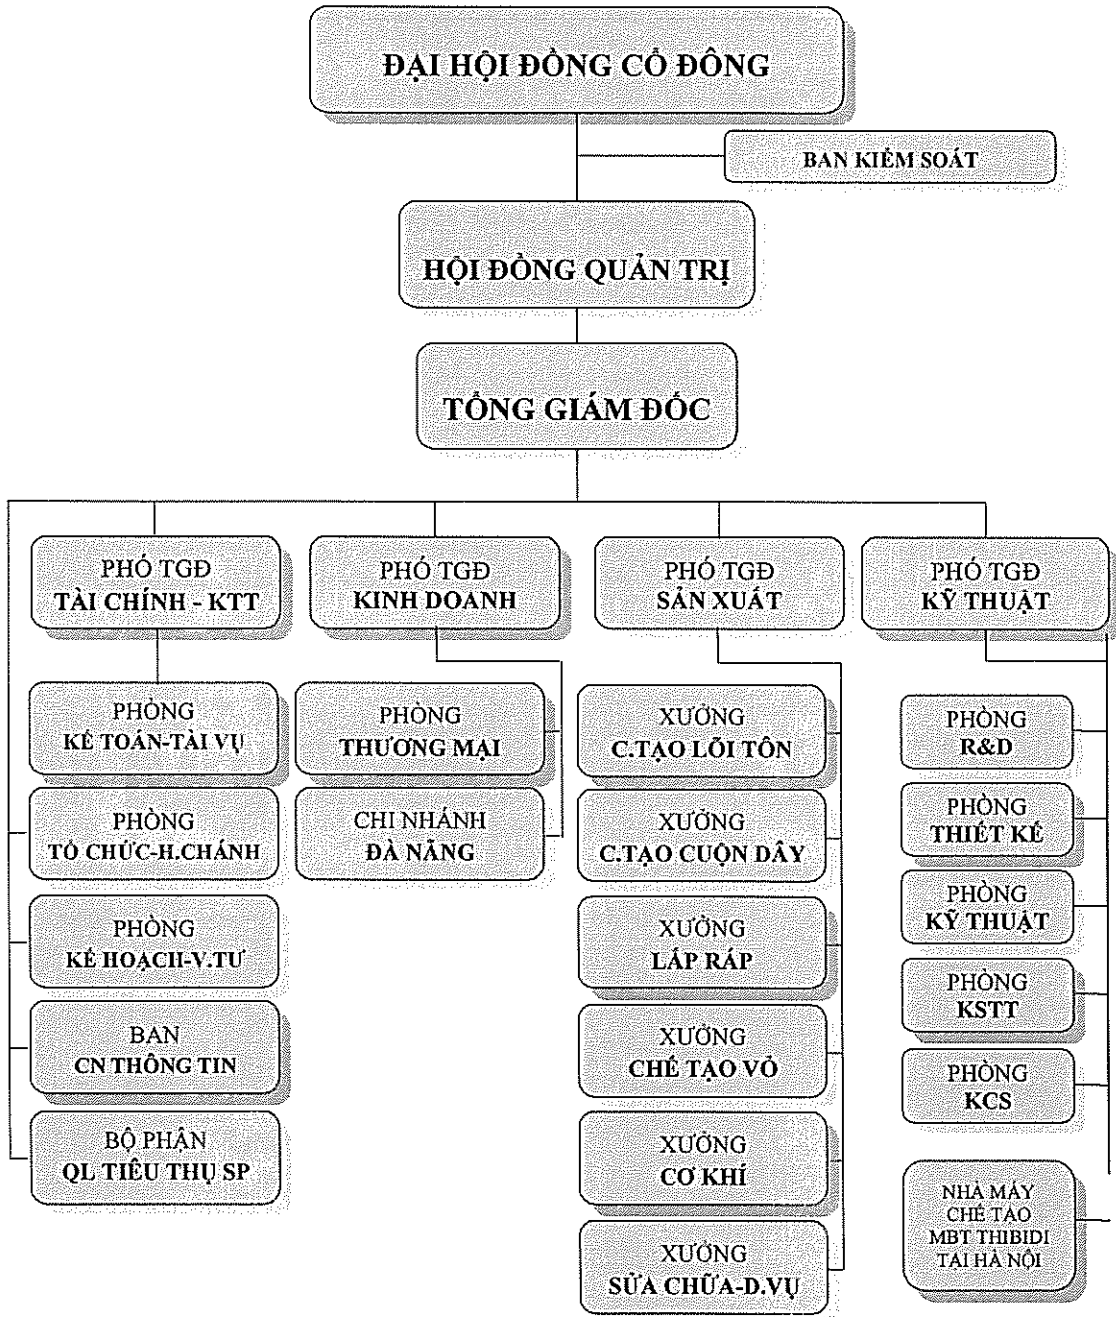 ĐẠI HỘI ĐỒNG CỔ ĐÔNG
BAN KIỂM SOÁT
HỘI ĐỒNG QUẢN TRỊ
TỔNG GIÁM ĐỐC
PHÓ TGĐ
TÀI CHÍNH - KTT
PHÓ TGĐ
KINH DOANH
PHÓ TGĐ
SẢN XUẤT
PHÓ TGĐ
KỸ THUẬT
PHÒNG
KẾ TOÁN-TÀI VỤ
PHÒNG
TỔ CHỨC-H.CHÁNH
PHÒNG
KẾ HOẠCH-V.TƯ
BAN
CN THÔNG TIN
BỘ PHẬN
QL TIÊU THỤ SP
PHÒNG
THƯƠNG MẠI
CHI NHÁNH
ĐÀ NẴNG
XƯỞNG
C.TẠO LÕI TÔN
XƯỞNG
C.TẠO CUỘN DÂY
XƯỞNG
LẮP RÁP
XƯỞNG
CHẾ TẠO VỎ
XƯỞNG
CƠ KHÍ
XƯỞNG
SỬA CHỮA-D.VỤ
PHÒNG
R&D
PHÒNG
THIẾT KẾ
PHÒNG
KỸ THUẬT
PHÒNG
KSTT
PHÒNG
KCS
NHÀ MÁY
CHẾ TẠO
MBT THIBIDI
TẠI HÀ NỘI